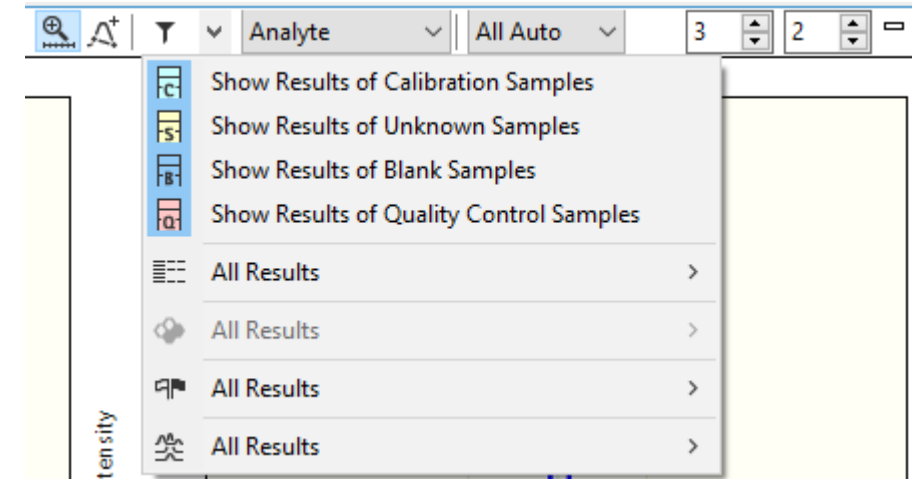 Analyte All Auto 3 2
C Show Results of Calibration Samples
S Show Results of Unknown Samples
B Show Results of Blank Samples
Q Show Results of Quality Control Samples
All Results
All Results
All Results
All Results
tensity